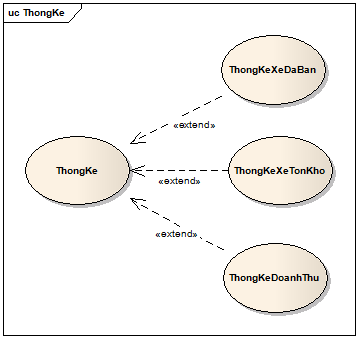 uc ThongKe
ThongKeXeDaBan
«extend»
ThongKe
ThongKeXeTonKho
«extend»
«extend»
ThongKeDoanhThu